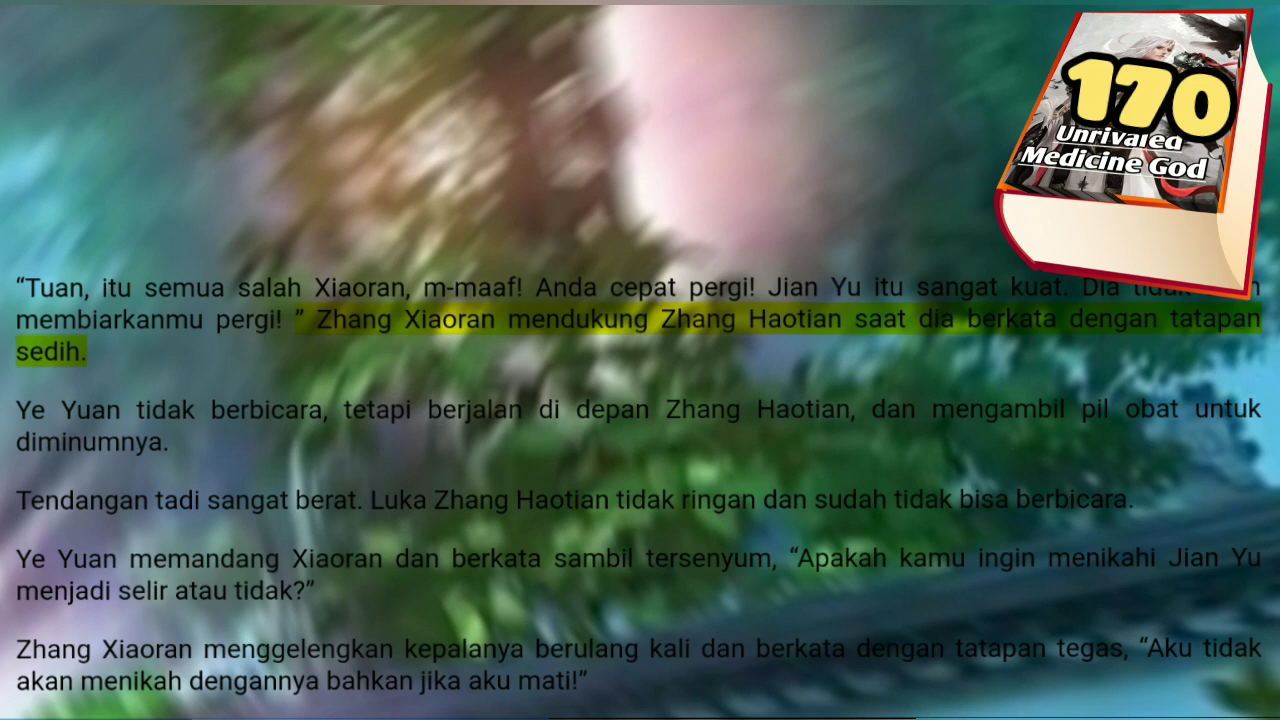 170
Unrivaled
Medicine God
“Tuan, itu semua salah Xiaoran, m-maaf! Anda cepat pergi! Jian Yu itu sangat kuat. Dia
membiarkanmu pergi! ” Zhang Xiaoran mendukung Zhang Haotian saat dia berkata dengan tatapan
sedih.
Ye Yuan tidak berbicara, tetapi berjalan di depan Zhang Haotian, dan mengambil pil obat untuk
diminumnya.
Tendangan tadi sangat berat. Luka Zhang Haotian tidak ringan dan sudah tidak bisa berbicara.
Ye Yuan memandang Xiaoran dan berkata sambil tersenyum, “Apakah kamu ingin menikahi Jian Yu
menjadi selir atau tidak?”
Zhang Xiaoran menggelengkan kepalanya berulang kali dan berkata dengan tatapan tegas, “Aku tidak
akan menikah dengannya bahkan jika aku mati!”